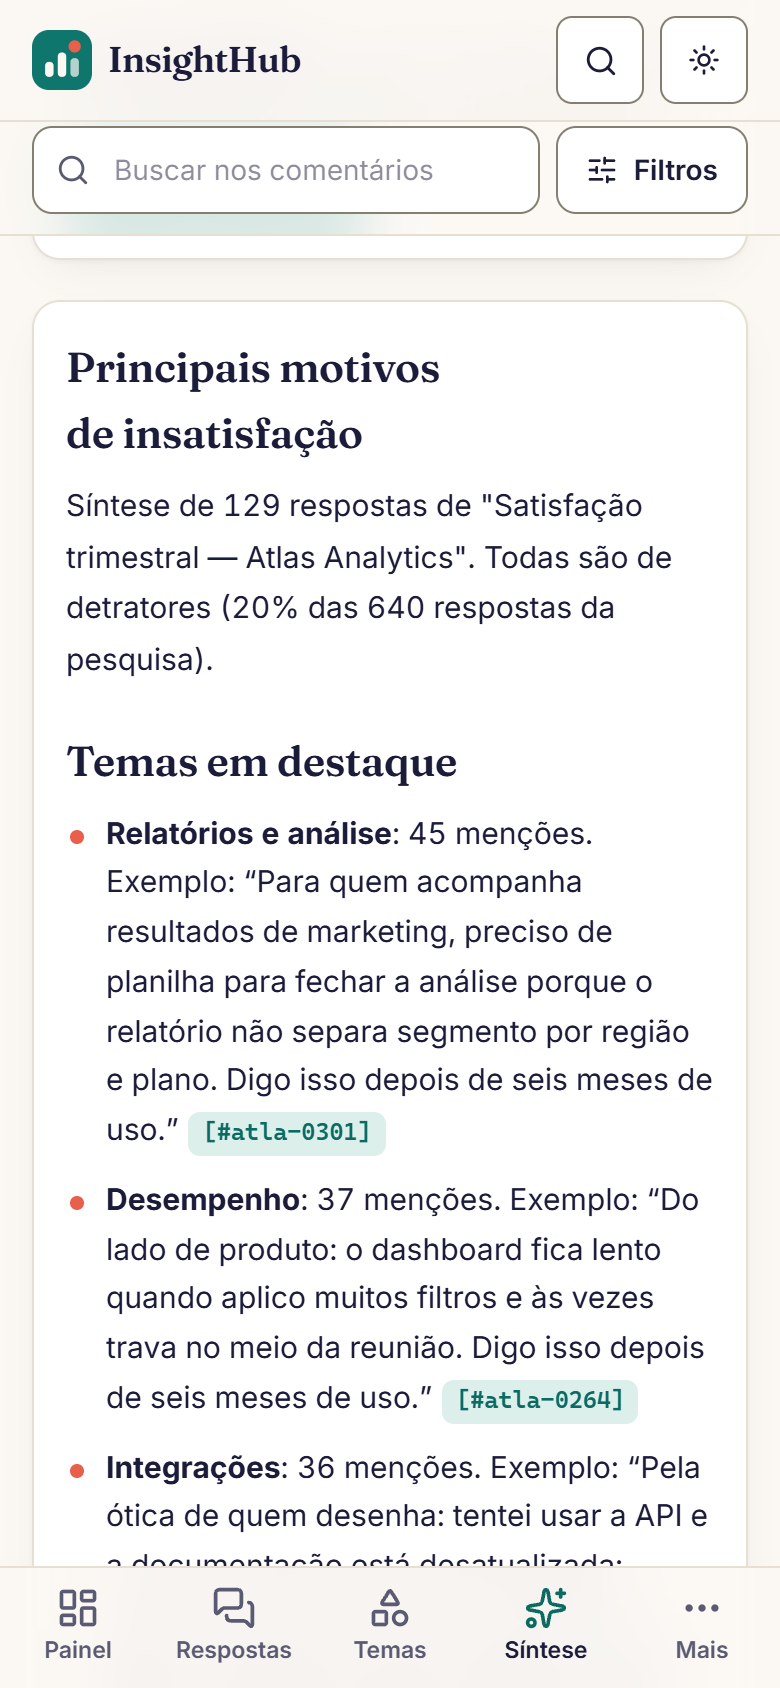 InsightHub
Buscar nos comentários
Filtros
Principais motivos
de insatisfação
Síntese de 129 respostas de "Satisfação
trimestral — Atlas Analytics". Todas são de
detratores (20% das 640 respostas da
pesquisa).
Temas em destaque
Relatórios e análise: 45 menções.
Exemplo: “Para quem acompanha
resultados de marketing, preciso de
planilha para fechar a análise porque o
relatório não separa segmento por região
e plano. Digo isso depois de seis meses de
uso.” [#atla-0301]
Desempenho: 37 menções. Exemplo: “Do
lado de produto: o dashboard fica lento
quando aplico muitos filtros e às vezes
trava no meio da reunião. Digo isso depois
de seis meses de uso.” [#atla-0264]
Integrações: 36 menções. Exemplo: “Pela
ótica de quem desenha: tentei usar a API e
a documentação está desatualizada:
Painel
Respostas
Temas
Síntese
Mais